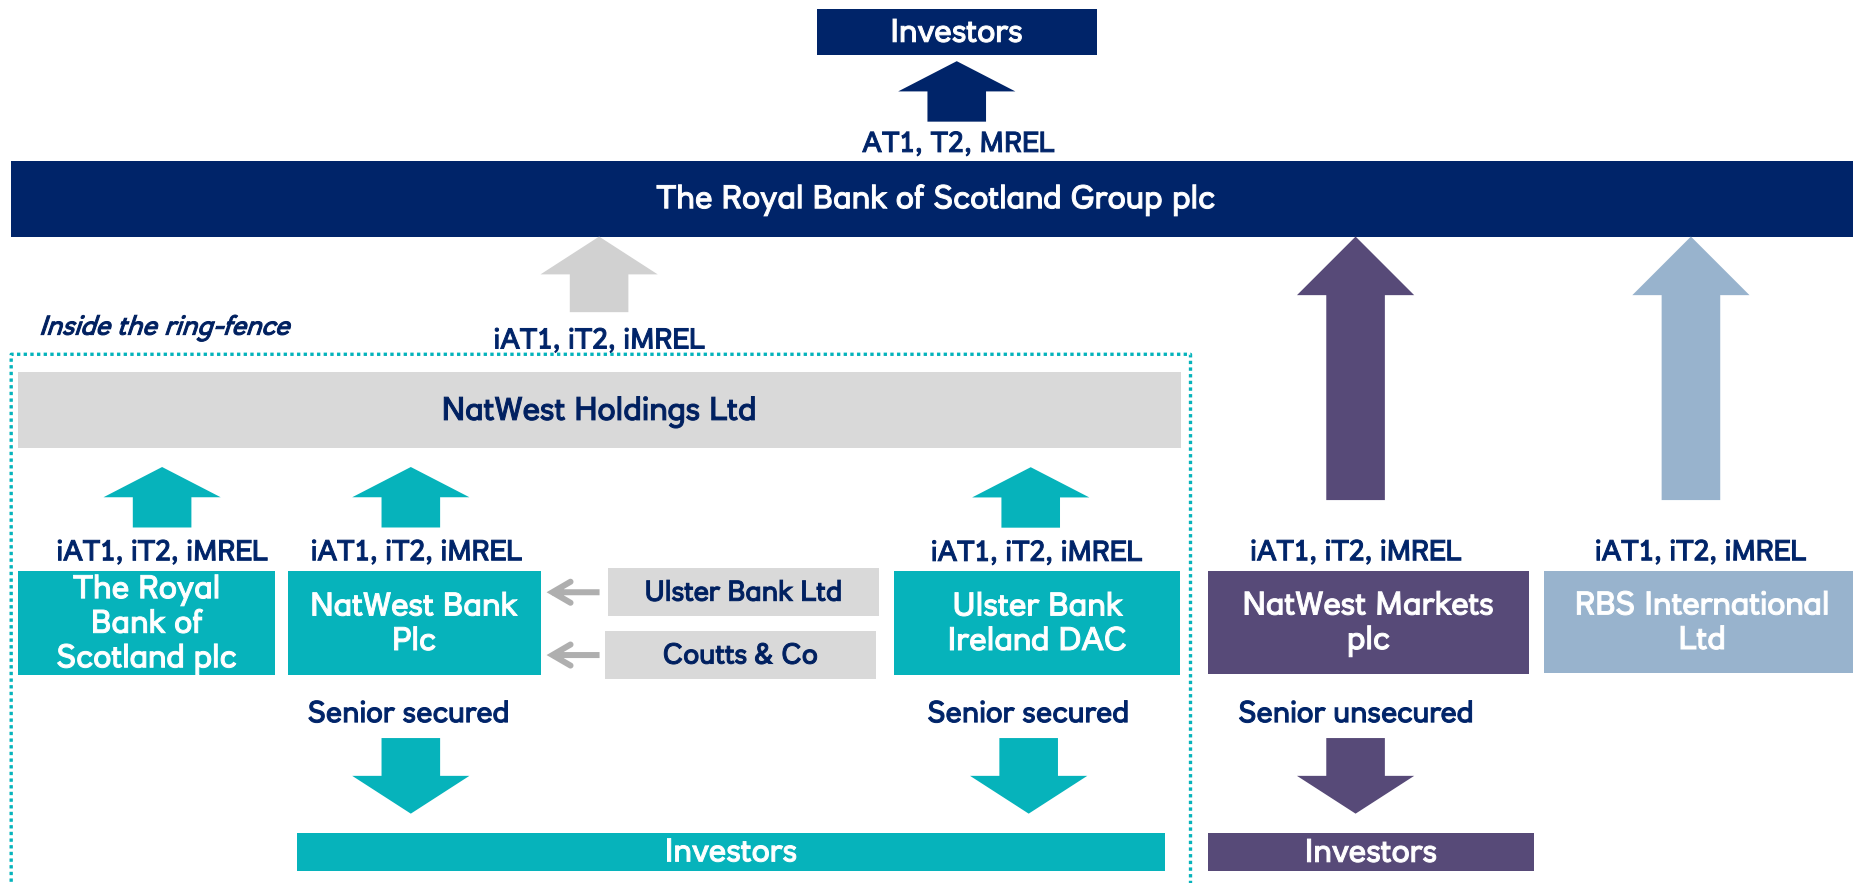 Investors
AT1, T2, MREL
The Royal Bank of Scotland Group plc
Inside the ring-fence
iAT1, iT2, iMREL
NatWest Holdings Ltd
iAT1, iT2, iMREL
iAT1, iT2, iMREL
iAT1, iT2, iMREL
iAT1, iT2, iMREL
iAT1, iT2, iMREL
The Royal
Bank of
Scotland plc
NatWest Bank
Plc
Ulster Bank Ltd
Coutts & Co
Ulster Bank
Ireland DAC
NatWest Markets
plc
RBS International
Ltd
Senior secured
Senior secured
Senior unsecured
Investors
Investors